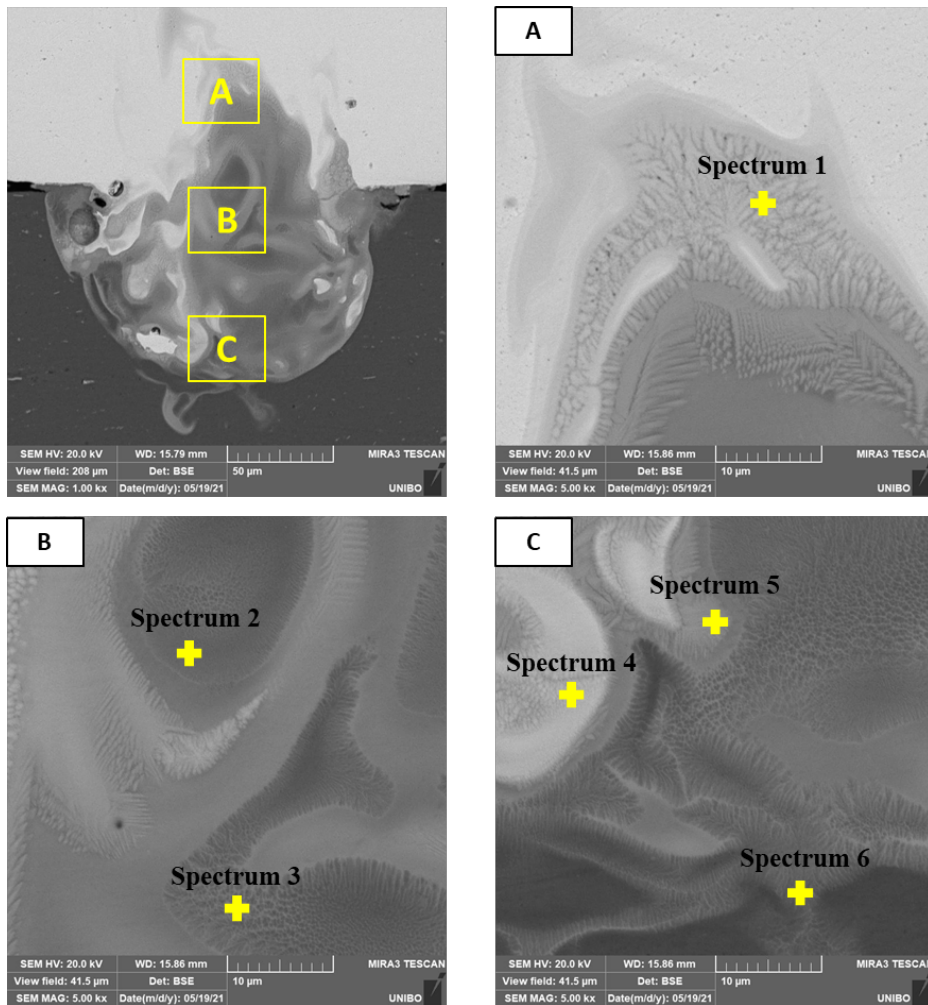 A
B
C
SEM HV: 20.0 kV WD: 15.79 mm MIRA3 TESCAN
View field: 208 µm Det: BSE 50 µm
SEM MAG: 1.00 kx Date(m/d/y): 05/19/21 UNIBO
A
Spectrum 1
SEM HV: 20.0 kV WD: 15.86 mm MIRA3 TESCAN
View field: 41.5 µm Det: BSE 10 µm
SEM MAG: 5.00 kx Date(m/d/y): 05/19/21 UNIBO
B
Spectrum 2
Spectrum 3
SEM HV: 20.0 kV WD: 15.86 mm MIRA3 TESCAN
View field: 41.5 µm Det: BSE 10 µm
SEM MAG: 5.00 kx Date(m/d/y): 05/19/21 UNIBO
C
Spectrum 5
Spectrum 4
Spectrum 6
SEM HV: 20.0 kV WD: 15.86 mm MIRA3 TESCAN
View field: 41.5 µm Det: BSE 10 µm
SEM MAG: 5.00 kx Date(m/d/y): 05/19/21 UNIBO